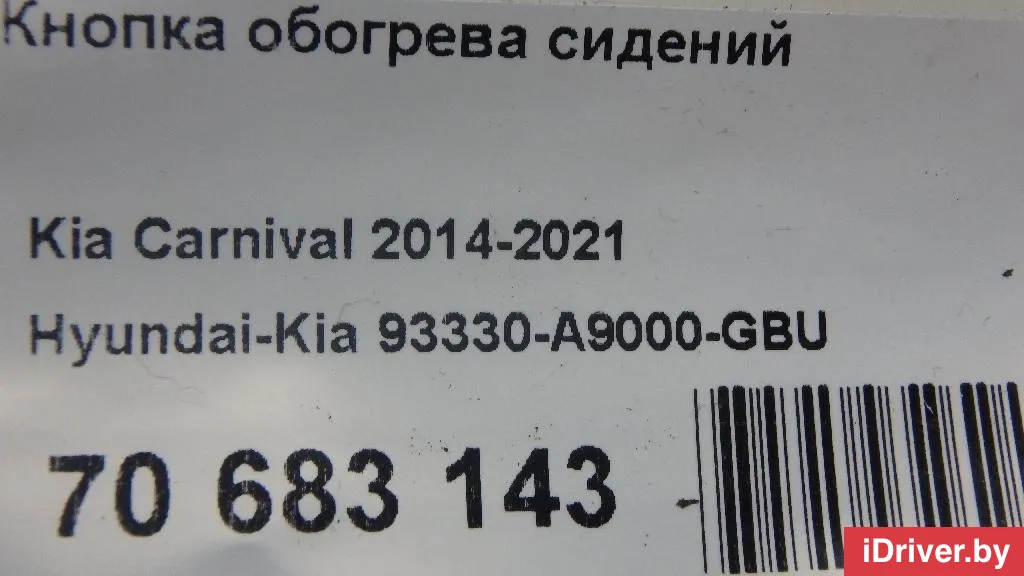 Кнопка обогрева сидений
Kia Carnival 2014-2021
Hyundai-Kia 93330-A9000-GBU
70 683 143
iDriver.by